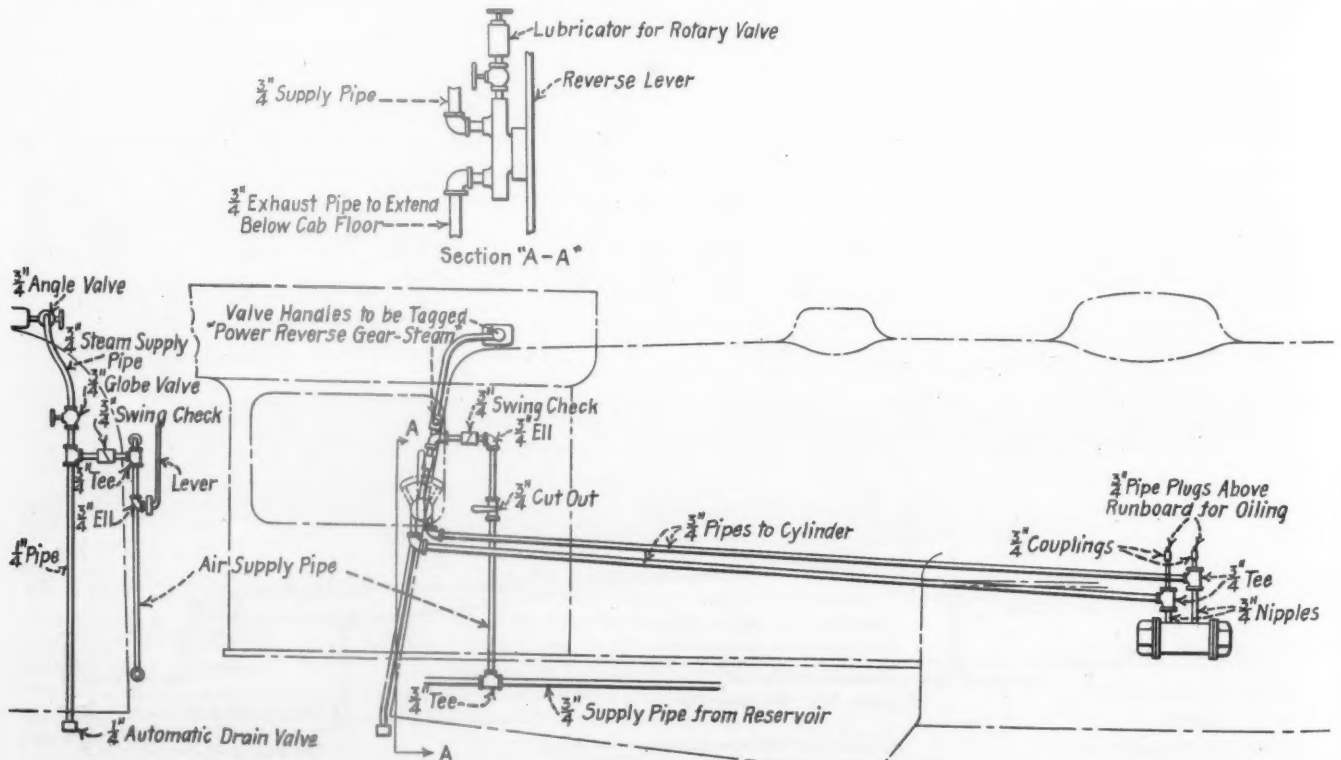 Lubricator for Rotary Valve
Reverse Lever
3/4" Supply Pipe
3/4" Exhaust Pipe to Extend
Below Cab Floor
Section "A-A"
3/4" Angle Valve
3/4" Steam Supply
Pipe
3/4" Globe Valve
3/4" Swing Check
3/4" Tee
Lever
3/4" Ell
1/4" Pipe
Air Supply Pipe
1/4" Automatic Drain Valve
Valve Handles to be Tagged
"Power Reverse Gear-Steam"
3/4" Swing Check
3/4" Ell
A
3/4" Cut Out
3/4" Pipes to Cylinder
3/4" Pipe Plugs Above
Runboard for Oiling
3/4" Couplings
3/4" Tee
3/4" Nipples
3/4" Tee
3/4" Supply Pipe from Reservoir
A